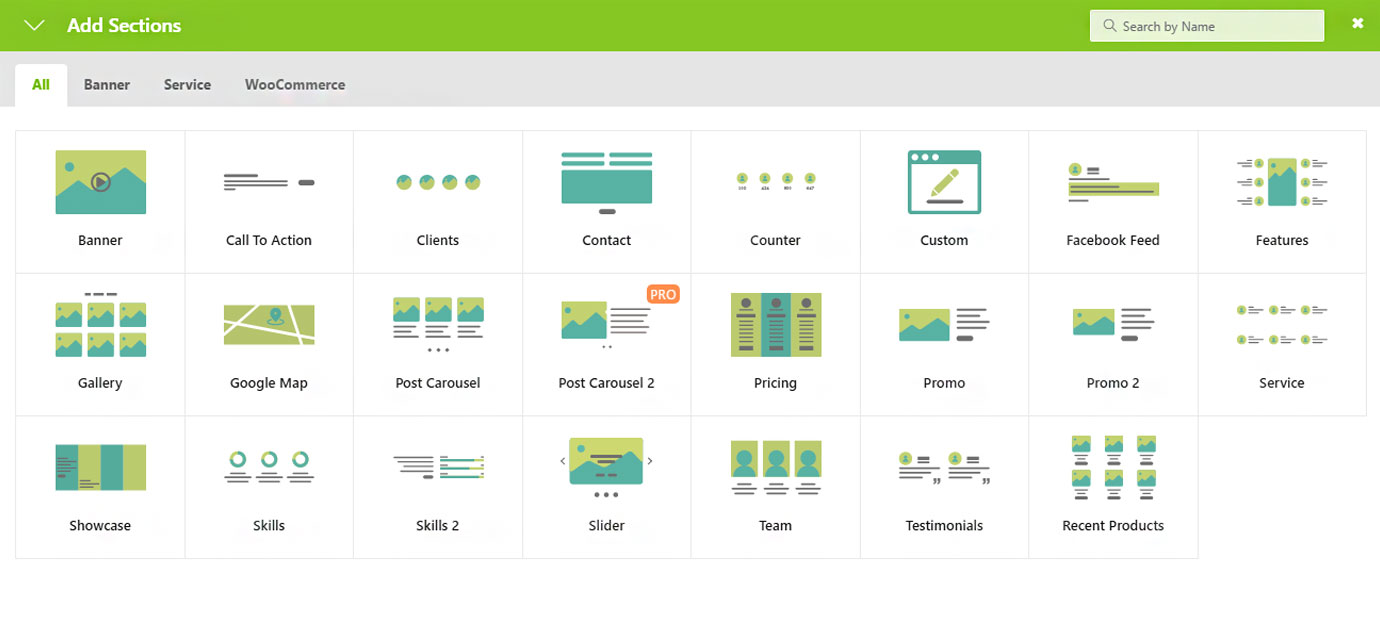 Add Sections
Search by Name
All Banner Service WooCommerce
Banner Call To Action Clients Contact Counter Custom Facebook Feed Features
PRO
Gallery Google Map Post Carousel Post Carousel 2 Pricing Promo Promo 2 Service
Showcase Skills Skills 2 Slider Team Testimonials Recent Products